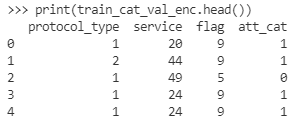 >>> print(train_cat_val_enc.head())
protocol_type service flag att_cat
0 1 20 9 1
1 2 44 9 1
2 1 49 5 0
3 1 24 9 1
4 1 24 9 1